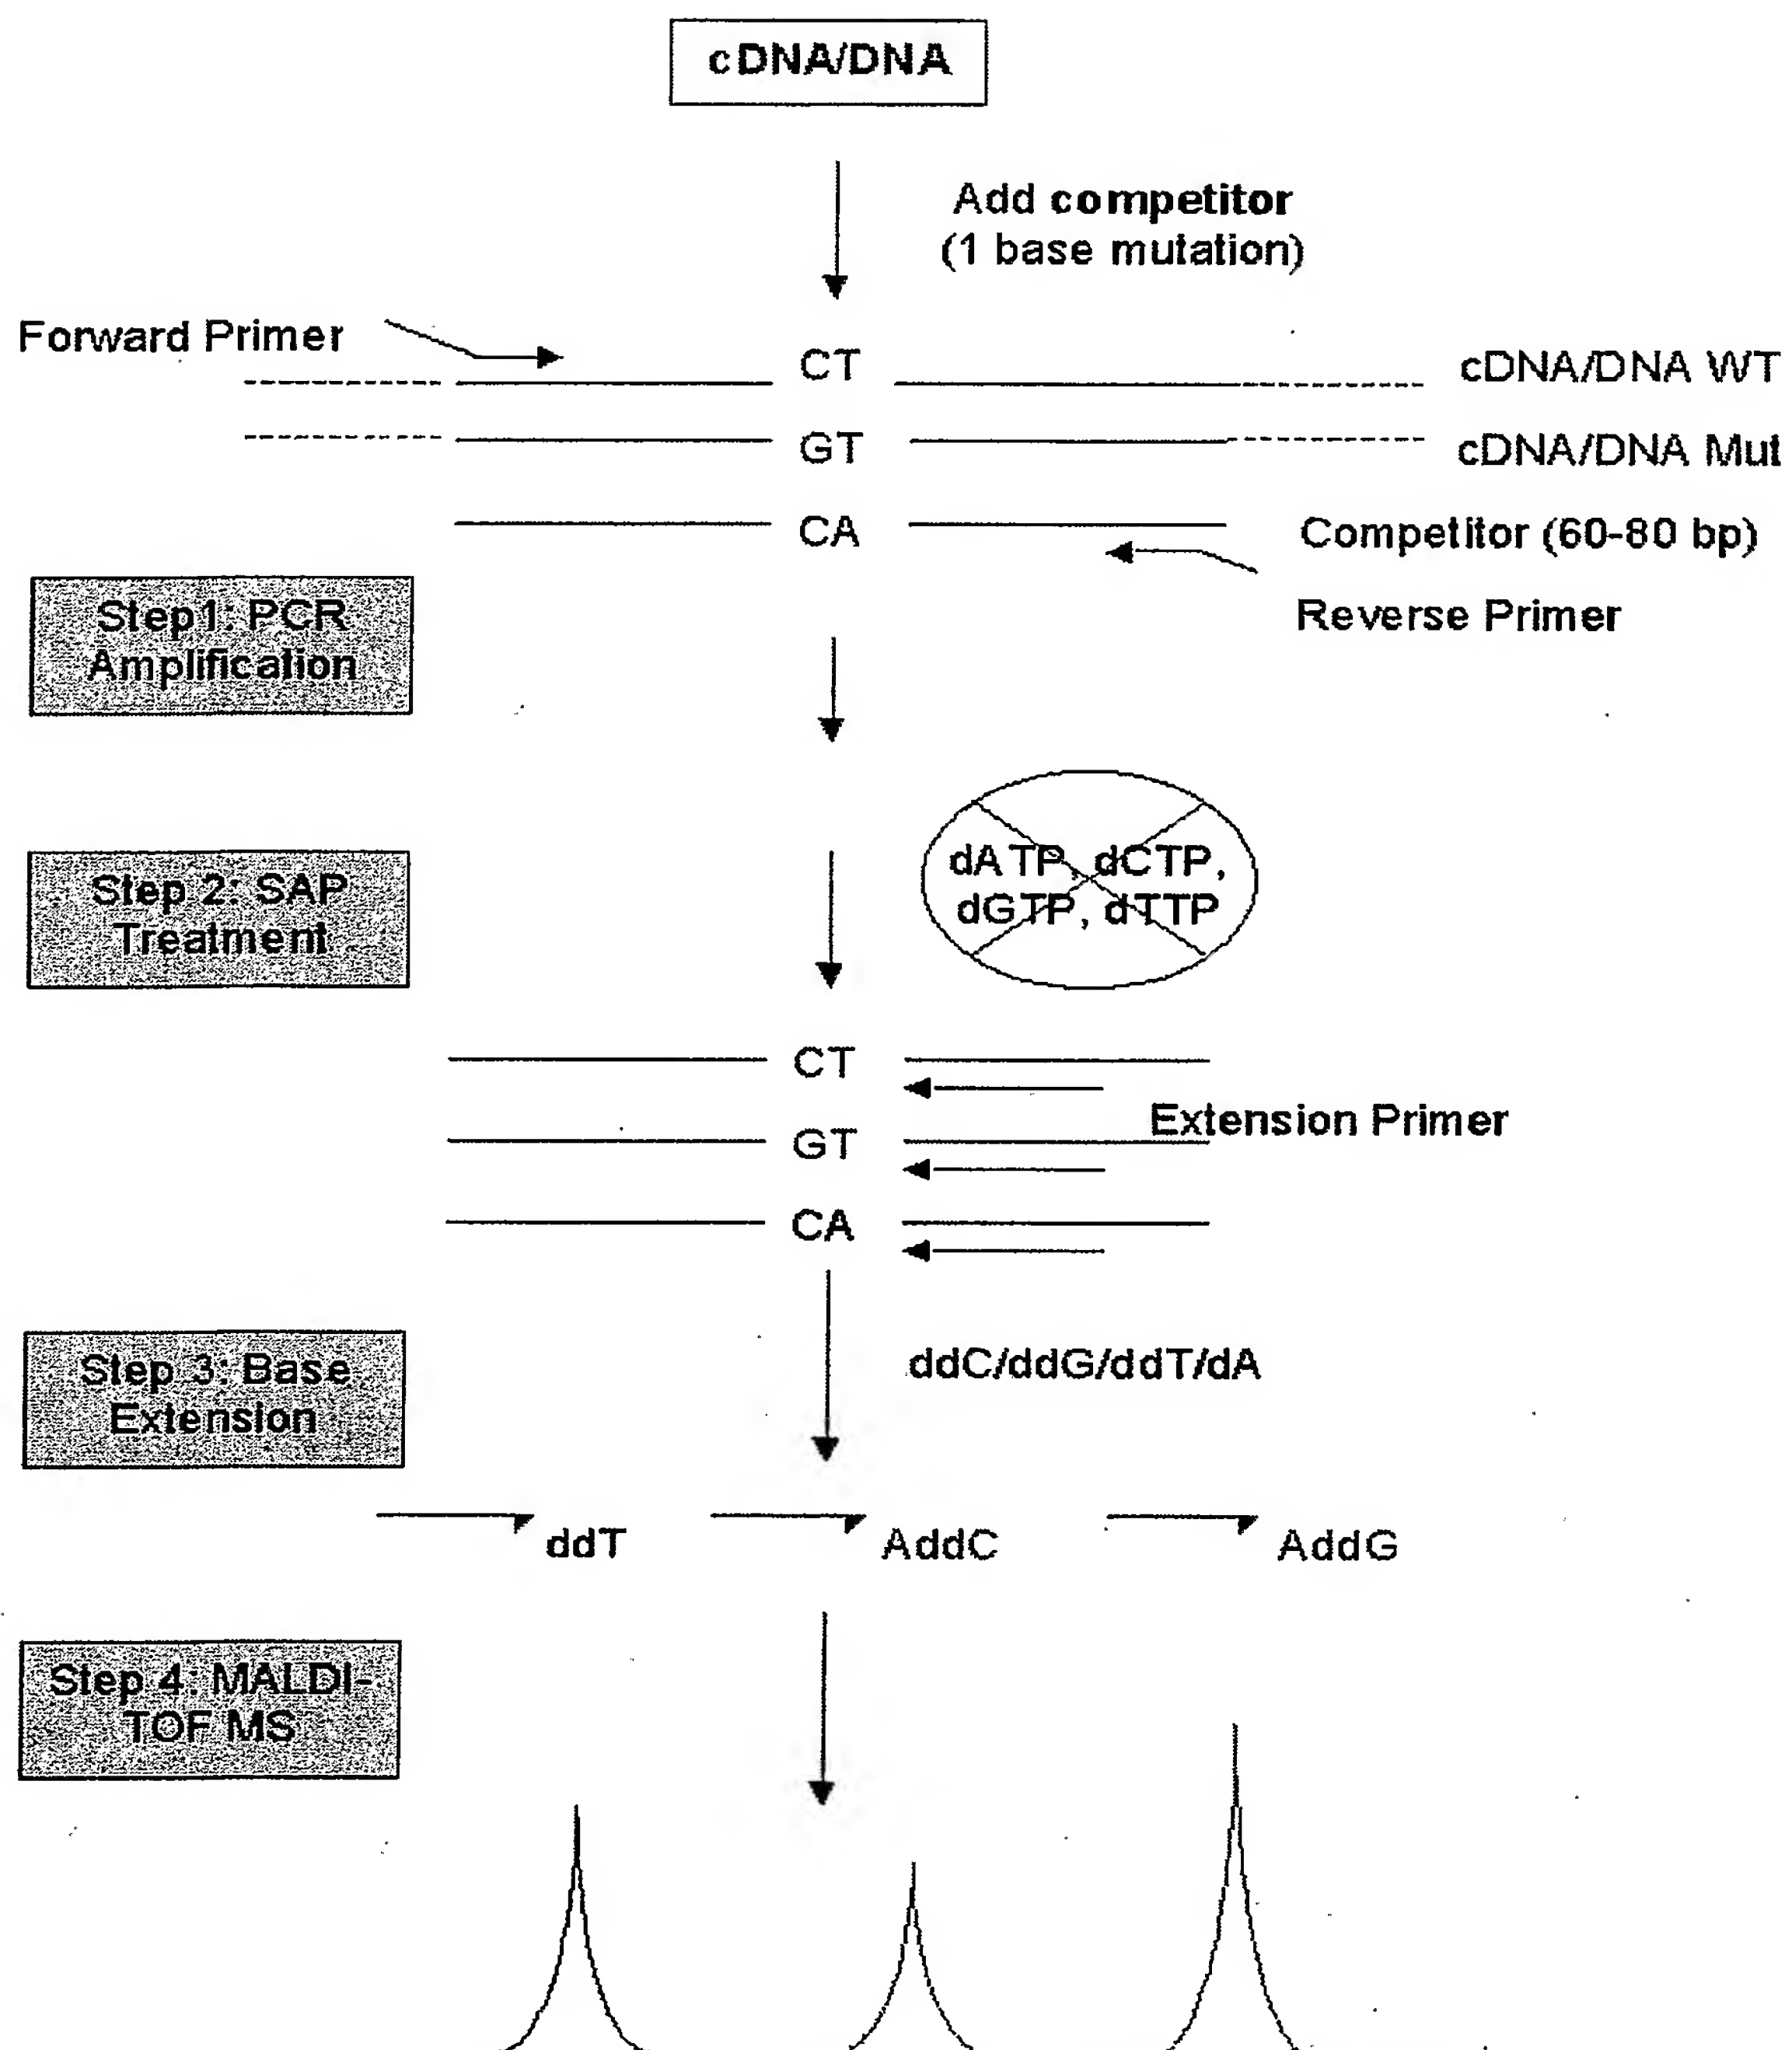 cDNA/DNA
Add competitor
(1 base mutation)
Forward Primer
CT
cDNA/DNA WT
GT
cDNA/DNA Mut
CA
Competitor (60-80 bp)
Reverse Primer
Step1: PCR
Amplification
dATP, dCTP,
dGTP, dTTP
Step 2: SAP
Treatment
CT
Extension Primer
GT
CA
Step 3: Base
Extension
ddC/ddG/ddT/dA
ddT
AddC
AddG
Step 4: MALDI-
TOF MS